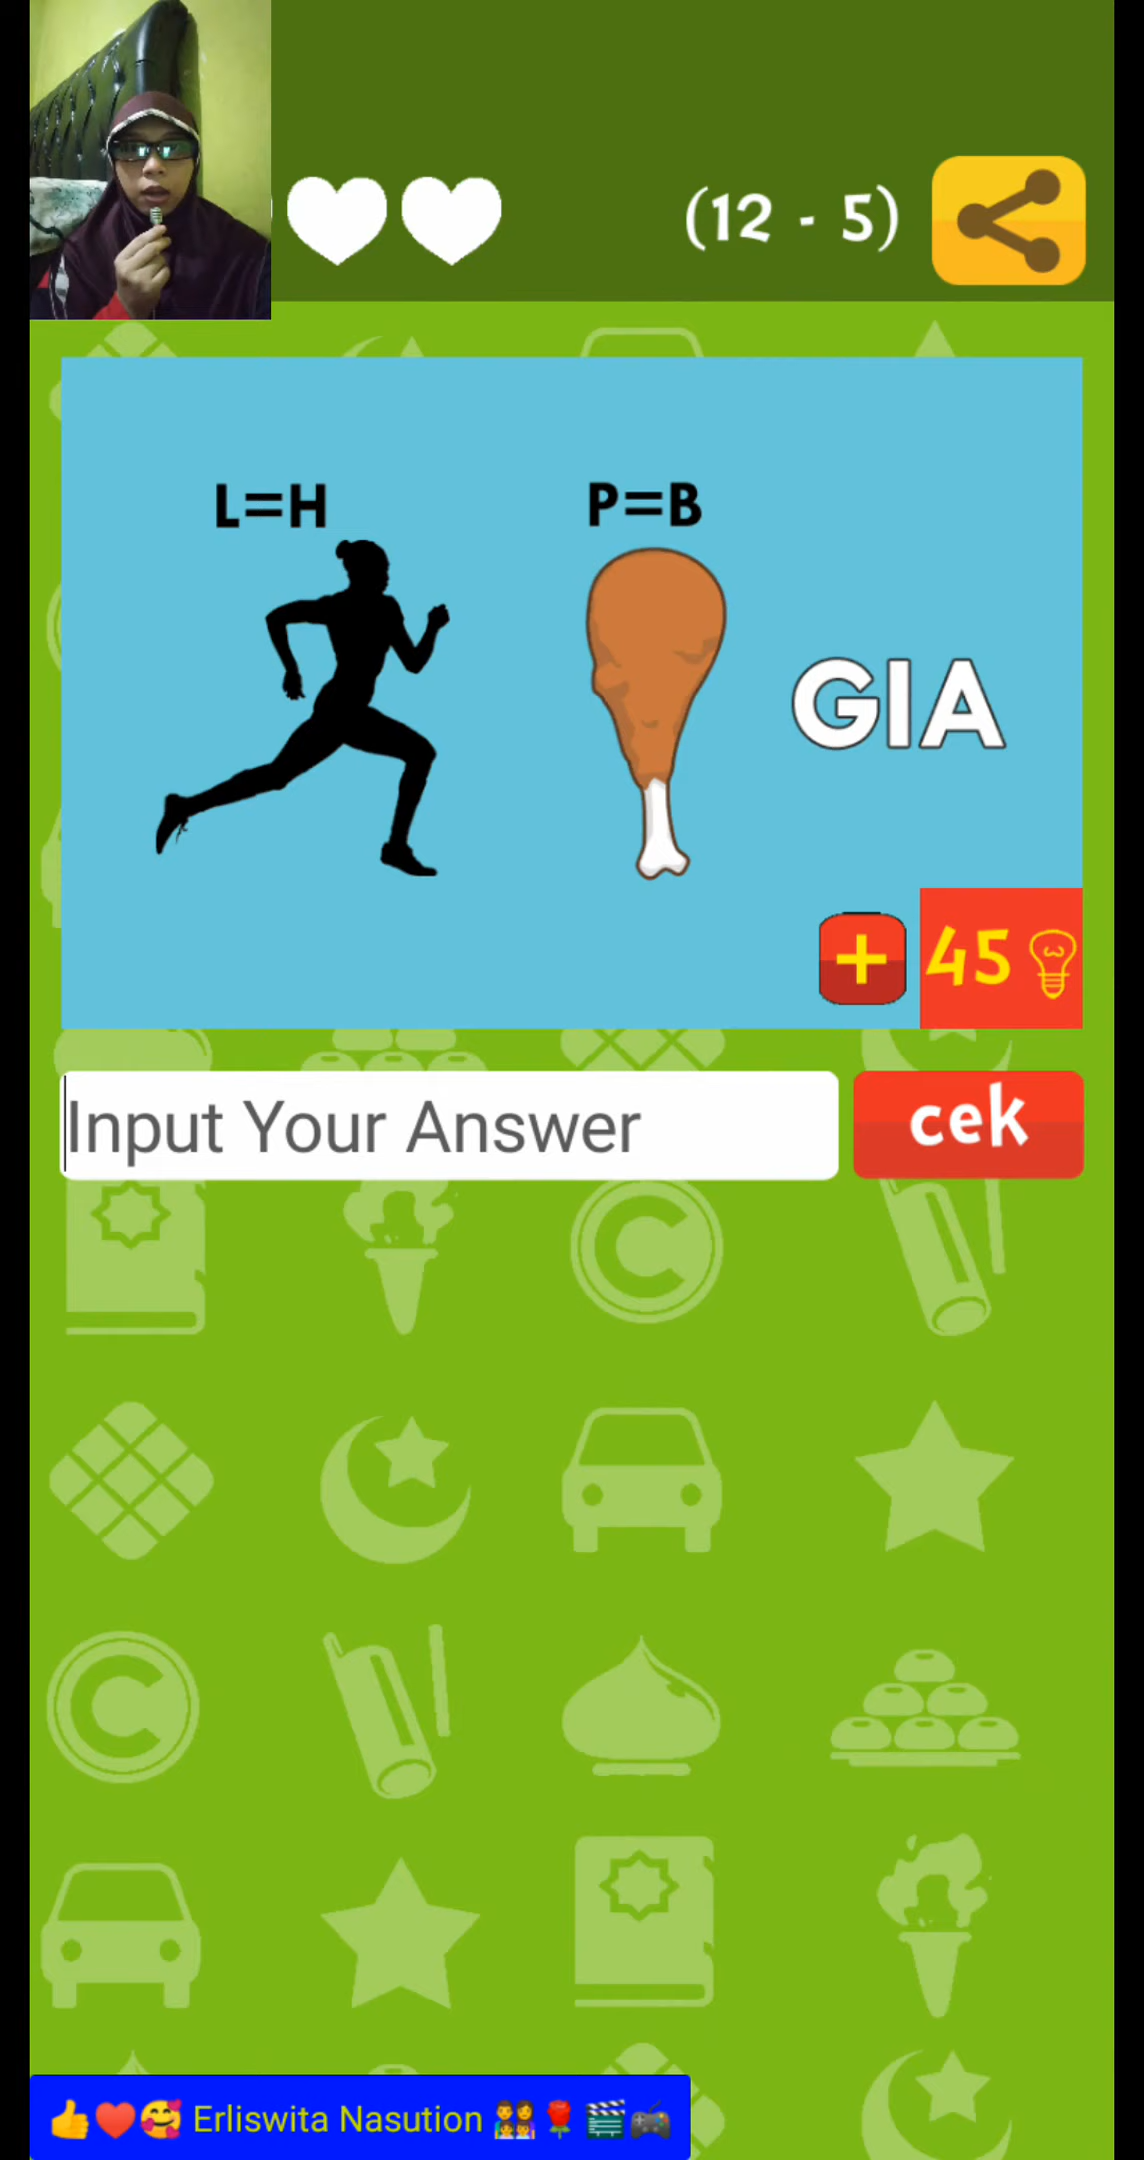 (12 - 5)
L=H
P=B
GIA
+ 45
Input Your Answer
cek
👍❤️🥰 Erliswita Nasution 👨‍👩‍👧‍👦🌹🎬🎮